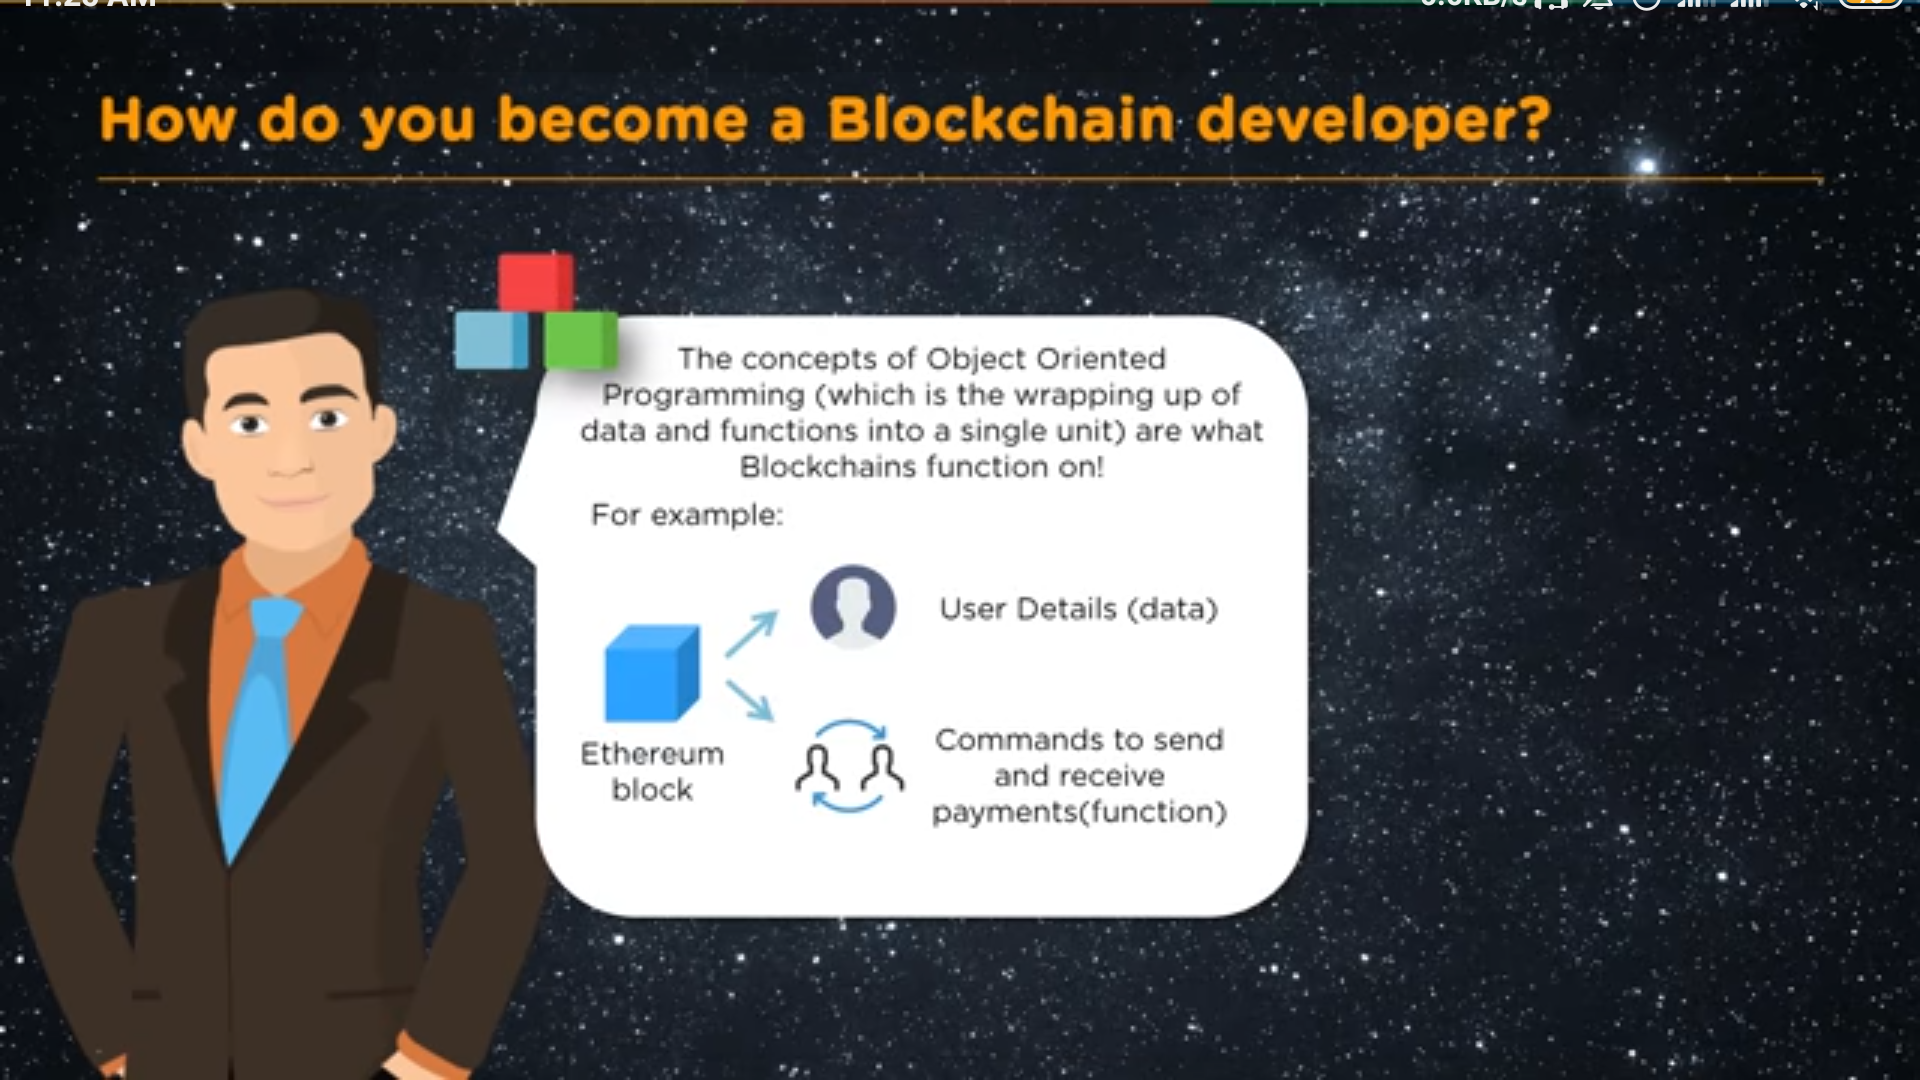 How do you become a Blockchain developer?
The concepts of Object Oriented
Programming (which is the wrapping up of
data and functions into a single unit) are what
Blockchains function on!
For example:
User Details (data)
Ethereum
block
Commands to send
and receive
payments(function)